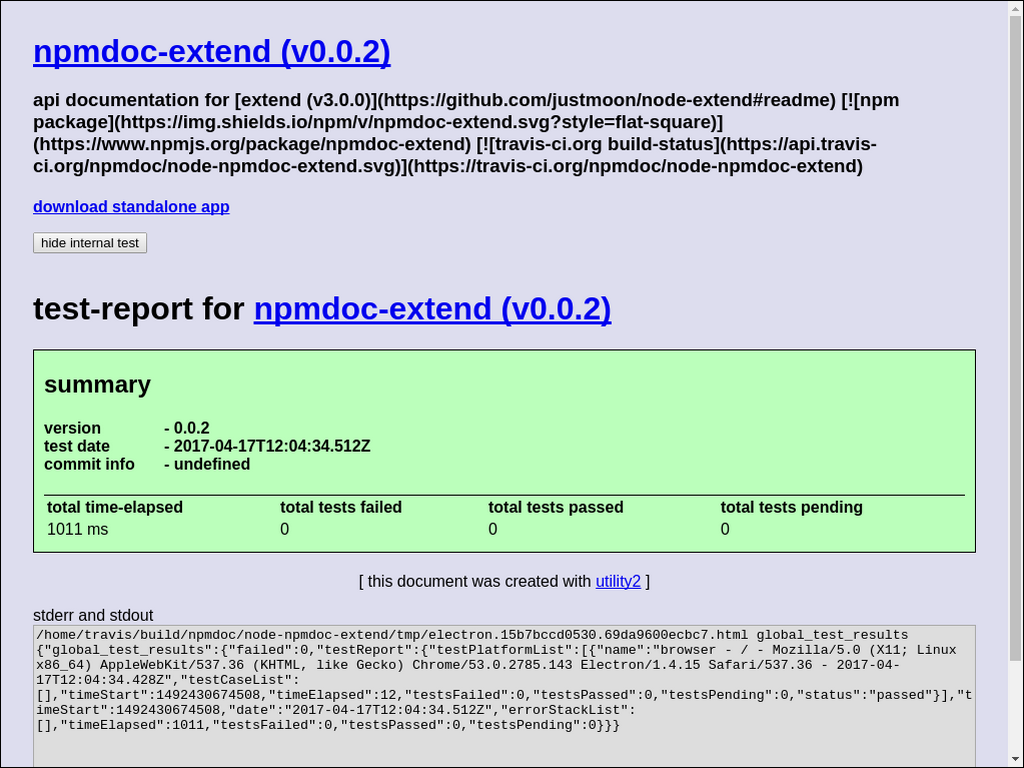 npmdoc-extend (v0.0.2)
api documentation for [extend (v3.0.0)](https://github.com/justmoon/node-extend#readme) [![npm
package](https://img.shields.io/npm/v/npmdoc-extend.svg?style=flat-square)]
(https://www.npmjs.org/package/npmdoc-extend) [![travis-ci.org build-status](https://api.travis-
ci.org/npmdoc/node-npmdoc-extend.svg)](https://travis-ci.org/npmdoc/node-npmdoc-extend)
download standalone app
hide internal test
test-report for npmdoc-extend (v0.0.2)
summary
version - 0.0.2
test date - 2017-04-17T12:04:34.512Z
commit info - undefined
total time-elapsed total tests failed total tests passed total tests pending
1011 ms 0 0 0
[ this document was created with utility2 ]
stderr and stdout
/home/travis/build/npmdoc/node-npmdoc-extend/tmp/electron.15b7bccd0530.69da9600ecbc7.html global_test_results
{"global_test_results":{"failed":0,"testReport":{"testPlatformList":[{"name":"browser - / - Mozilla/5.0 (X11; Linux
x86_64) AppleWebKit/537.36 (KHTML, like Gecko) Chrome/53.0.2785.143 Electron/1.4.15 Safari/537.36 - 2017-04-
17T12:04:34.428Z","testCaseList":
[],"timeStart":1492430674508,"timeElapsed":12,"testsFailed":0,"testsPassed":0,"testsPending":0,"status":"passed"}],"t
imeStart":1492430674508,"date":"2017-04-17T12:04:34.512Z","errorStackList":
[],"timeElapsed":1011,"testsFailed":0,"testsPassed":0,"testsPending":0}}}